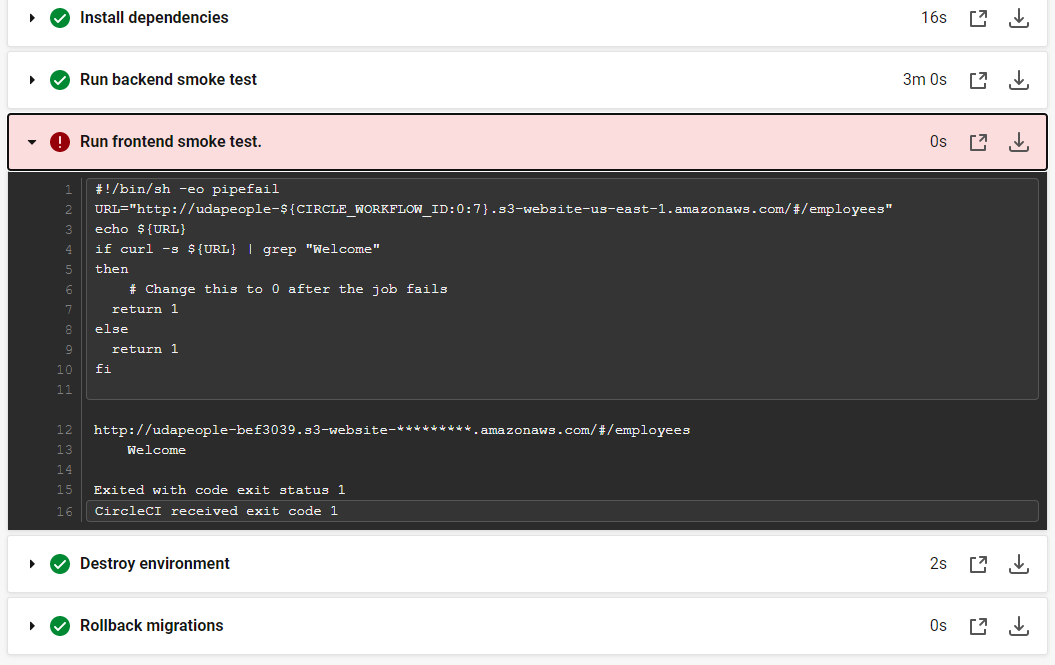 Install dependencies 16s
Run backend smoke test 3m 0s
Run frontend smoke test. 0s
1 #!/bin/sh -eo pipefail
2 URL="http://udapeople-${CIRCLE_WORKFLOW_ID:0:7}.s3-website-us-east-1.amazonaws.com/#/employees"
3 echo ${URL}
4 if curl -s ${URL} | grep "Welcome"
5 then
6     # Change this to 0 after the job fails
7   return 1
8 else
9   return 1
10 fi
11
12 http://udapeople-bef3039.s3-website-*********.amazonaws.com/#/employees
13     Welcome
14
15 Exited with code exit status 1
16 CircleCI received exit code 1
Destroy environment 2s
Rollback migrations 0s